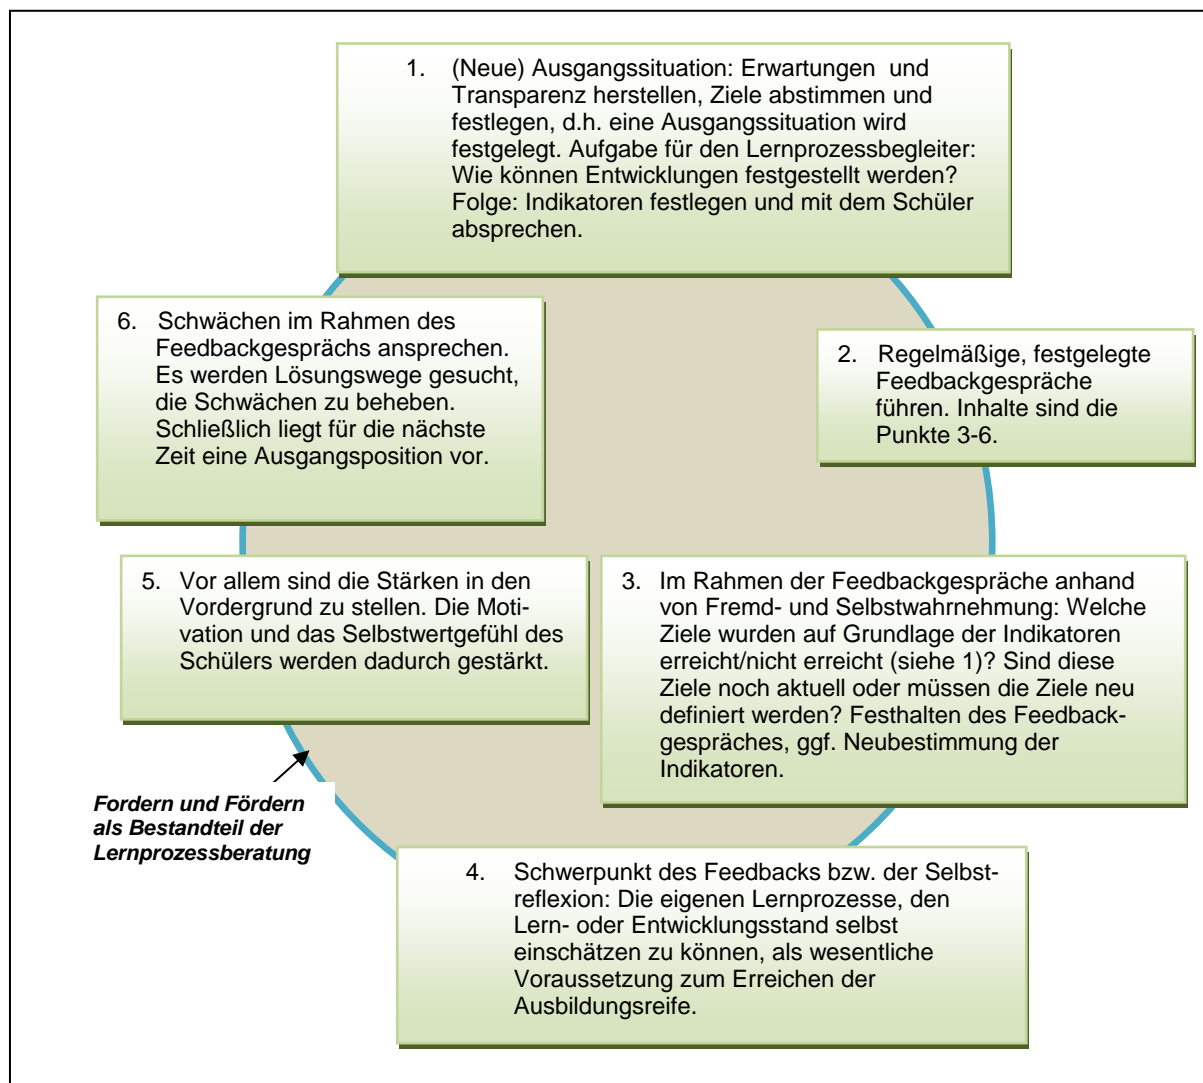 1. (Neue) Ausgangssituation: Erwartungen und
Transparenz herstellen, Ziele abstimmen und
festlegen, d.h. eine Ausgangssituation wird
festgelegt. Aufgabe für den Lernprozessbegleiter:
Wie können Entwicklungen festgestellt werden?
Folge: Indikatoren festlegen und mit dem Schüler
absprechen.
2. Regelmäßige, festgelegte
Feedbackgespräche
führen. Inhalte sind die
Punkte 3-6.
3. Im Rahmen der Feedbackgespräche anhand
von Fremd- und Selbstwahrnehmung: Welche
Ziele wurden auf Grundlage der Indikatoren
erreicht/nicht erreicht (siehe 1)? Sind diese
Ziele noch aktuell oder müssen die Ziele neu
definiert werden? Festhalten des Feedback-
gespräches, ggf. Neubestimmung der
Indikatoren.
4. Schwerpunkt des Feedbacks bzw. der Selbst-
reflexion: Die eigenen Lernprozesse, den
Lern- oder Entwicklungsstand selbst
einschätzen zu können, als wesentliche
Voraussetzung zum Erreichen der
Ausbildungsreife.
5. Vor allem sind die Stärken in den
Vordergrund zu stellen. Die Moti-
vation und das Selbstwertgefühl des
Schülers werden dadurch gestärkt.
6. Schwächen im Rahmen des
Feedbackgesprächs ansprechen.
Es werden Lösungswege gesucht,
die Schwächen zu beheben.
Schließlich liegt für die nächste
Zeit eine Ausgangsposition vor.
Fordern und Fördern
als Bestandteil der
Lernprozessberatung